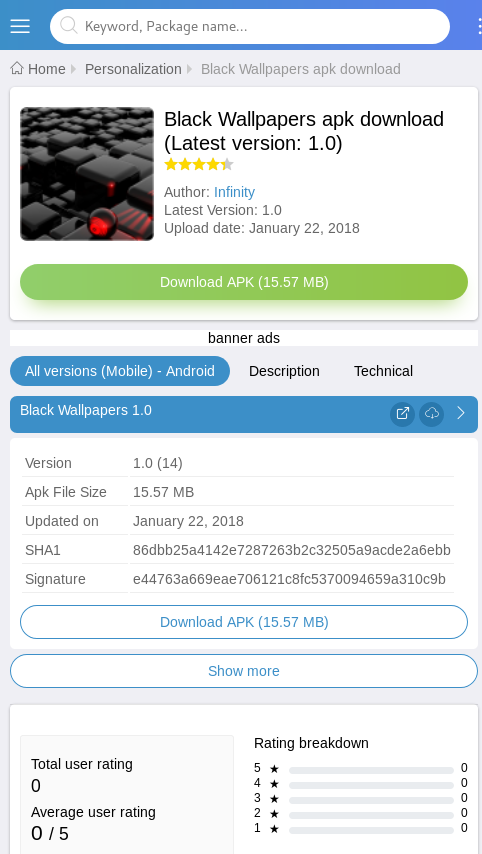 Keyword, Package name...
Home Personalization Black Wallpapers apk download
Black Wallpapers apk download
(Latest version: 1.0)
Author: Infinity
Latest Version: 1.0
Upload date: January 22, 2018
Download APK (15.57 MB)
banner ads
All versions (Mobile) - Android Description Technical
Black Wallpapers 1.0
Version 1.0 (14)
Apk File Size 15.57 MB
Updated on January 22, 2018
SHA1 86dbb25a4142e7287263b2c32505a9acde2a6ebb
Signature e44763a669eae706121c8fc5370094659a310c9b
Download APK (15.57 MB)
Show more
Total user rating
0
Average user rating
0 / 5
Rating breakdown
5 ★ 0
4 ★ 0
3 ★ 0
2 ★ 0
1 ★ 0